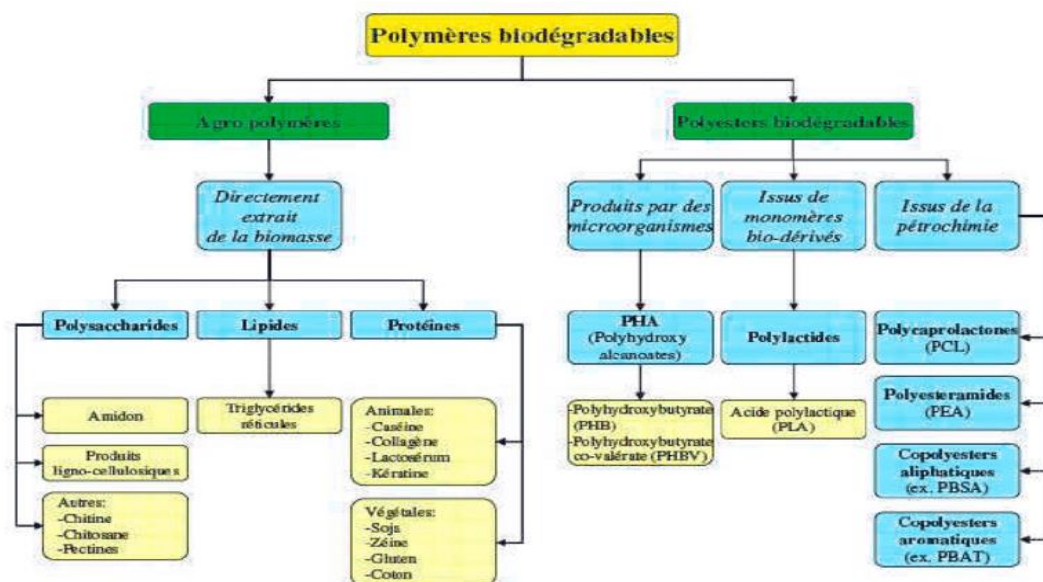 Polymères biodégradables
Agro polymères
Polyesters biodégradables
Directement
extrait
de la biomasse
Produits par des
microorganismes
Issus de
monomères
bio-dérivés
Issus de la
pétrochimie
Polysaccharides
Lipides
Protéines
PHA
(Polyhydroxy
alcanoates)
Polylactides
Polycaprolactones
(PCL)
Amidon
Triglycérides
réticules
Animales:
-Caséine
-Collagène
-Lactosérum
-Kératine
-Polyhydroxybutyrate
(PHB)
-Polyhydroxybutyrate
co-valérate (PHBV)
Acide polylactique
(PLA)
Polyesteramides
(PEA)
Produits
ligno-cellulosiques
Autres:
-Chitine
-Chitosane
-Pectines
Végétales:
-Soja
-Zéine
-Gluten
-Coton
Copolyesters
aliphatiques
(ex. PBSA)
Copolyesters
aromatiques
(ex. PBAT)